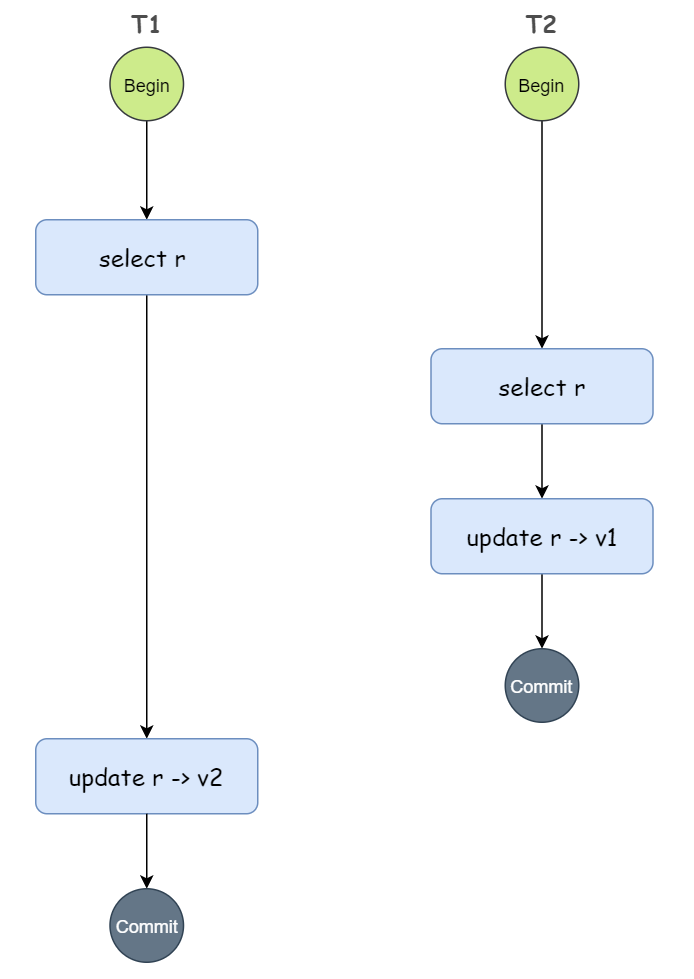 T1
T2
Begin
Begin
select r
select r
update r -> v1
Commit
update r -> v2
Commit